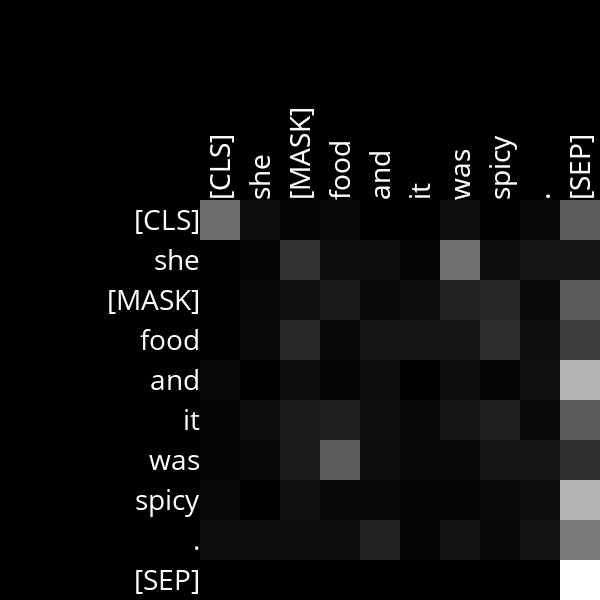 [CLS] she [MASK] food and it was spicy . [SEP]
[CLS]
she
[MASK]
food
and
it
was
spicy
.
[SEP]